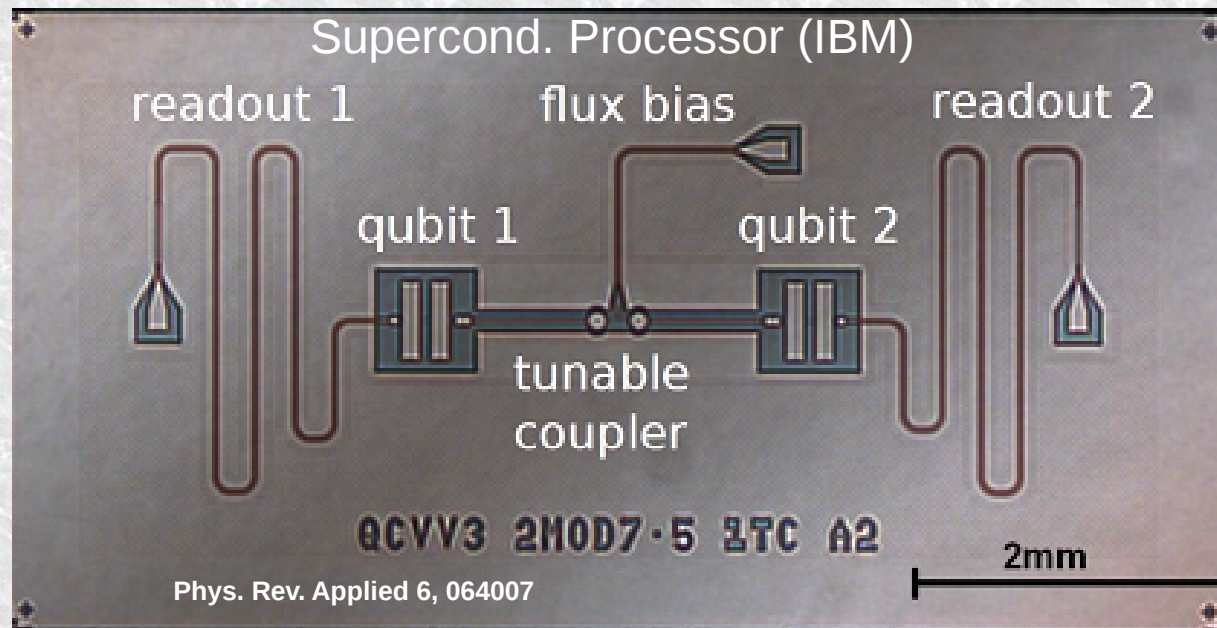 Supercond. Processor (IBM)
readout 1
flux bias
readout 2
qubit 1
qubit 2
tunable
coupler
QCVV3 2MOD7·5 1TC A2
2mm
Phys. Rev. Applied 6, 064007